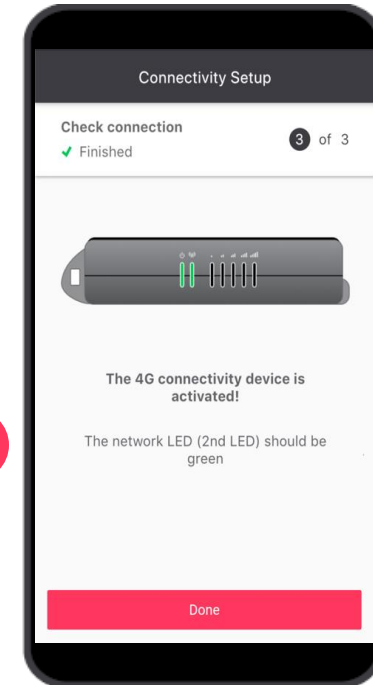 Connectivity Setup
Check connection
✔ Finished
3 of 3
The 4G connectivity device is
activated!
The network LED (2nd LED) should be
green
Done